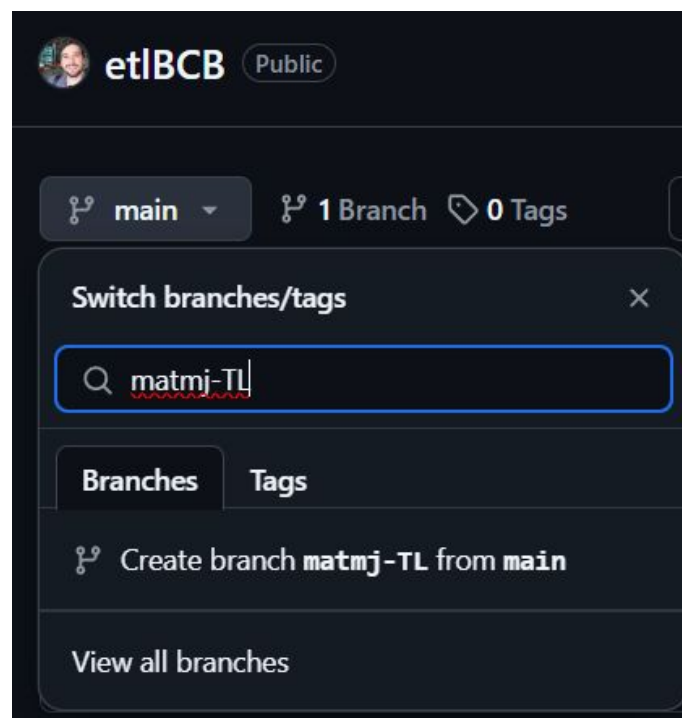 etlBCB Public
main 1 Branch 0 Tags
Switch branches/tags
matmj-TL
Branches Tags
Create branch matmj-TL from main
View all branches